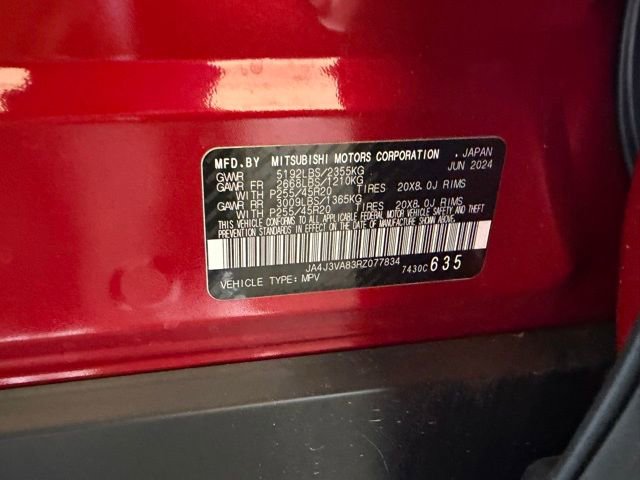 MFD.BY MITSUBISHI MOTORS CORPORATION , JAPAN
GVWR 5192LBS/2355KG JUN 2024
GAWR FR 2668LBS/1210KG
WITH P255/45R20 TIRES 20X8.0J RIMS
GAWR RR 3009LBS/1365KG
WITH P255/45R20 TIRES 20X8.0J RIMS
THIS VEHICLE CONFORMS TO ALL APPLICABLE FEDERAL MOTOR VEHICLE SAFETY AND THEFT
PREVENTION STANDARDS IN EFFECT ON THE DATE OF MANUFACTURE SHOWN ABOVE.
JA4J3VA83RZ077834 7430C635
VEHICLE TYPE: MPV